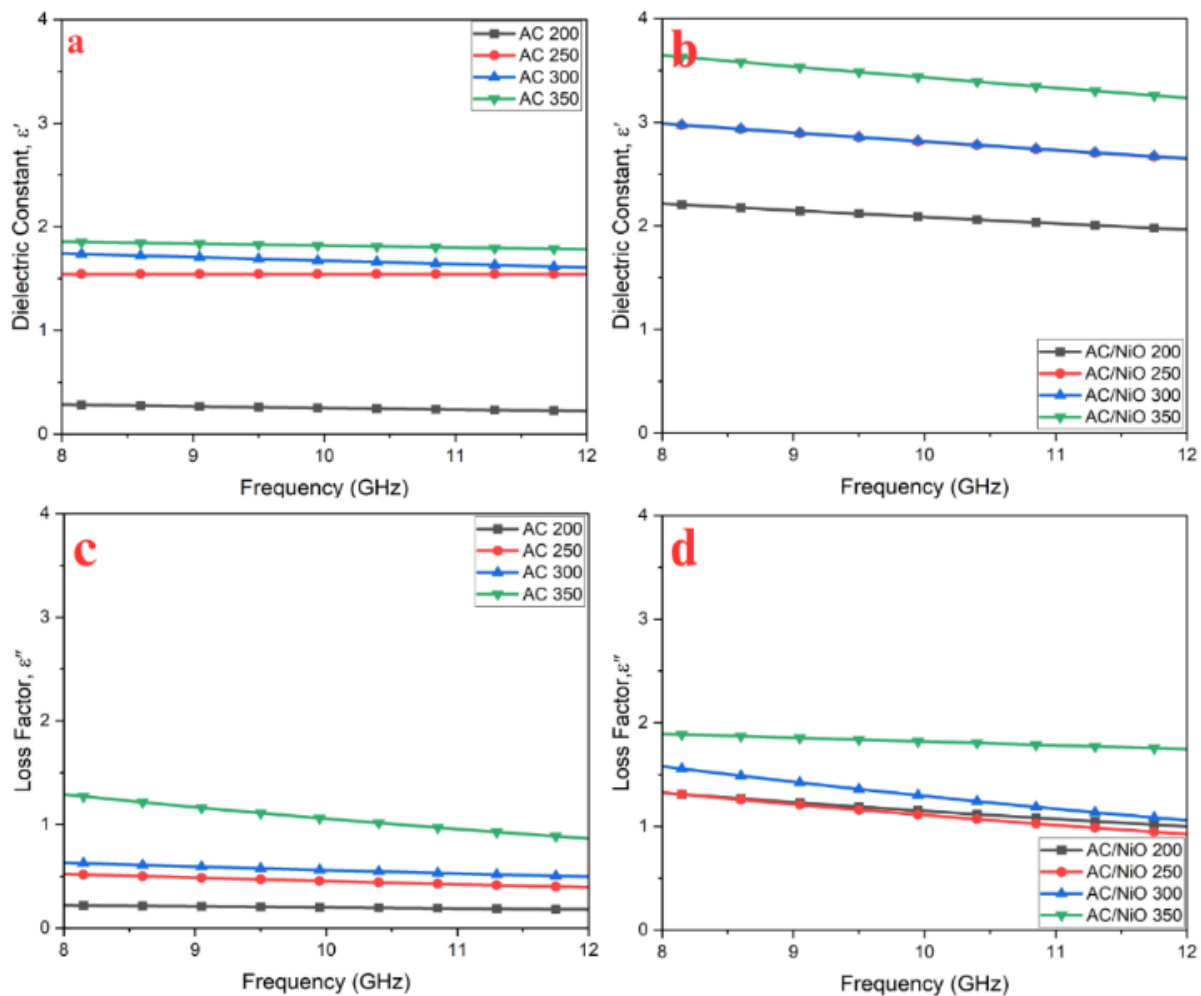 a
AC 200
AC 250
AC 300
AC 350
4
3
2
1
0
Dielectric Constant, ε′
8 9 10 11 12
Frequency (GHz)
b
4
3
2
1
0
Dielectric Constant, ε′
AC/NiO 200
AC/NiO 250
AC/NiO 300
AC/NiO 350
8 9 10 11 12
Frequency (GHz)
c
AC 200
AC 250
AC 300
AC 350
4
3
2
1
0
Loss Factor, ε″
8 9 10 11 12
Frequency (GHz)
d
4
3
2
1
0
Loss Factor,ε″
AC/NiO 200
AC/NiO 250
AC/NiO 300
AC/NiO 350
8 9 10 11 12
Frequency (GHz)